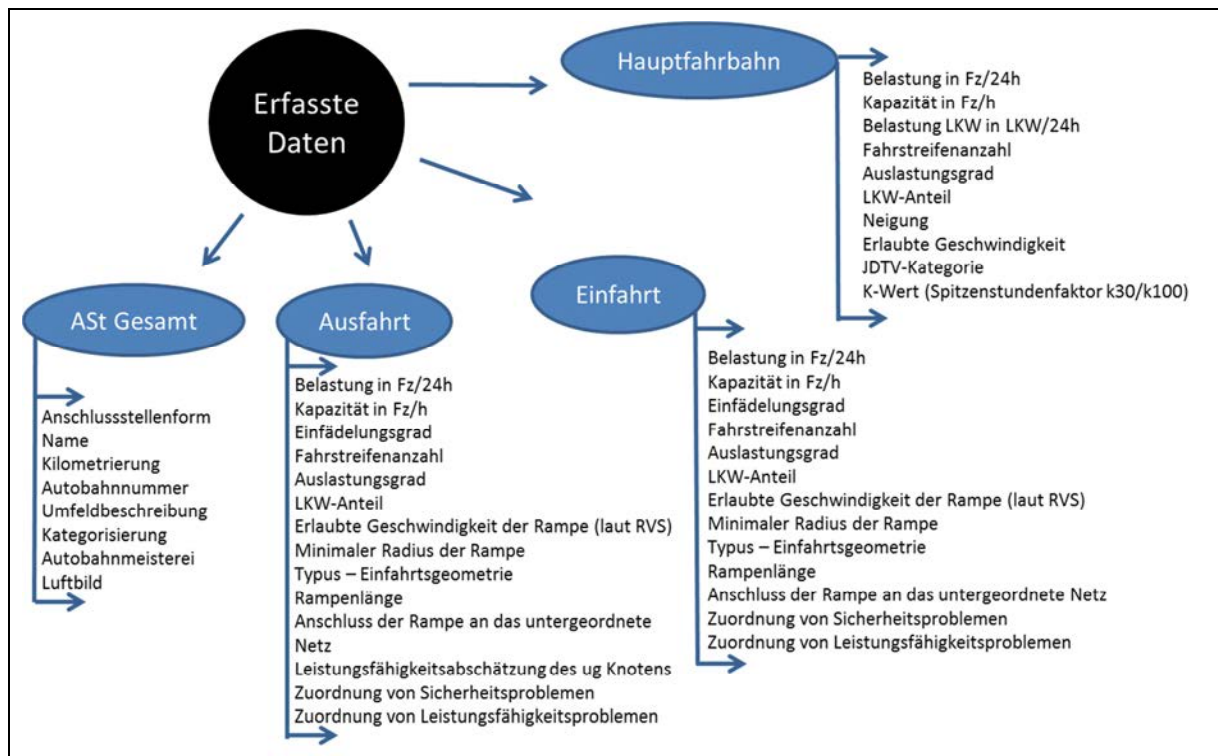 Erfasste
Daten
Hauptfahrbahn
Belastung in Fz/24h
Kapazität in Fz/h
Belastung LKW in LKW/24h
Fahrstreifenanzahl
Auslastungsgrad
LKW-Anteil
Neigung
Erlaubte Geschwindigkeit
JDTV-Kategorie
K-Wert (Spitzenstundenfaktor k30/k100)
ASt Gesamt
Anschlussstellenform
Name
Kilometrierung
Autobahnnummer
Umfeldbeschreibung
Kategorisierung
Autobahnmeisterei
Luftbild
Ausfahrt
Belastung in Fz/24h
Kapazität in Fz/h
Einfädelungsgrad
Fahrstreifenanzahl
Auslastungsgrad
LKW-Anteil
Erlaubte Geschwindigkeit der Rampe (laut RVS)
Minimaler Radius der Rampe
Typus – Einfahrtsgeometrie
Rampenlänge
Anschluss der Rampe an das untergeordnete
Netz
Leistungsfähigkeitsabschätzung des ug Knotens
Zuordnung von Sicherheitsproblemen
Zuordnung von Leistungsfähigkeitsproblemen
Einfahrt
Belastung in Fz/24h
Kapazität in Fz/h
Einfädelungsgrad
Fahrstreifenanzahl
Auslastungsgrad
LKW-Anteil
Erlaubte Geschwindigkeit der Rampe (laut RVS)
Minimaler Radius der Rampe
Typus – Einfahrtsgeometrie
Rampenlänge
Anschluss der Rampe an das untergeordnete Netz
Zuordnung von Sicherheitsproblemen
Zuordnung von Leistungsfähigkeitsproblemen